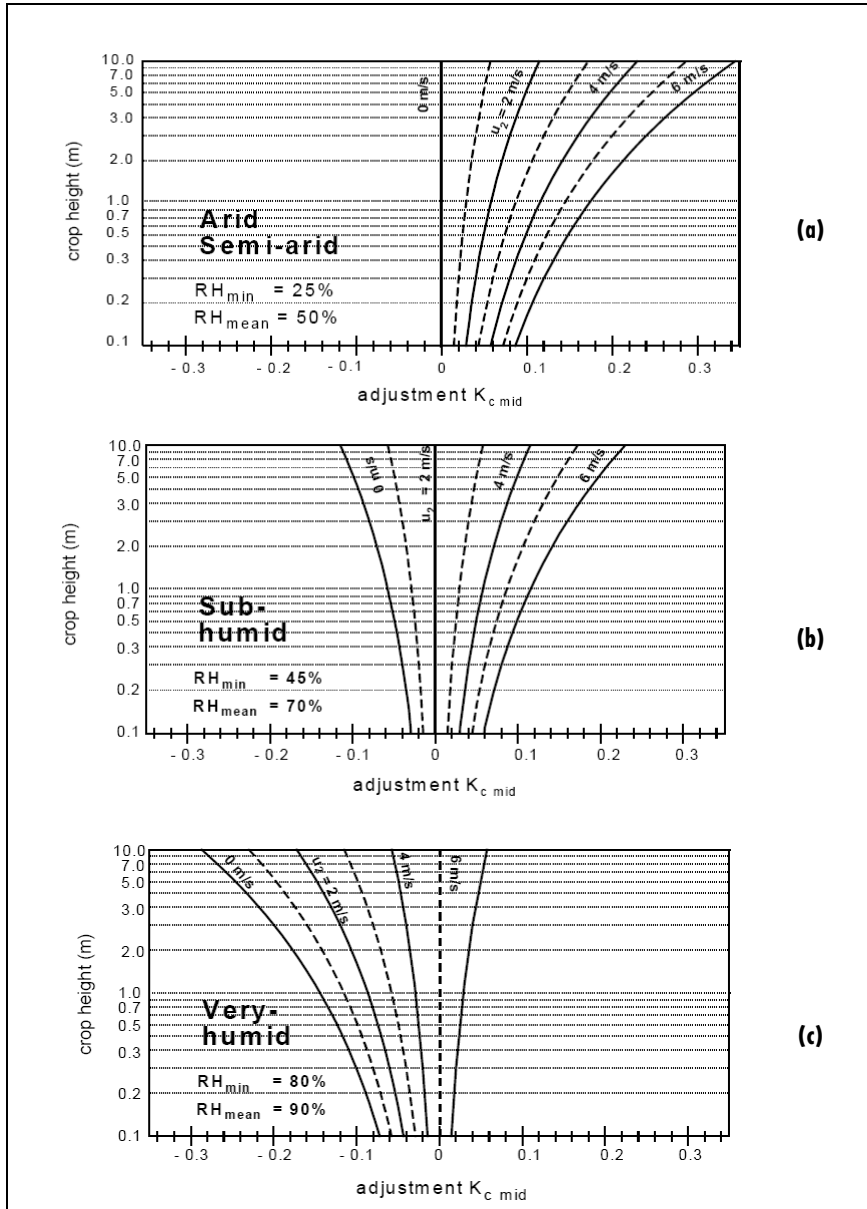 10.0
7.0
5.0
3.0
2.0
1.0
0.7
0.5
0.3
0.2
0.1
crop height (m)
0 m/s
u2 = 2 m/s
4 m/s
6 m/s
Arid
Semi-arid
RHmin = 25%
RHmean = 50%
- 0.3 - 0.2 - 0.1 0 0.1 0.2 0.3
adjustment Kc mid
(a)
10.0
7.0
5.0
3.0
2.0
1.0
0.7
0.5
0.3
0.2
0.1
crop height (m)
0 m/s
u2 = 2 m/s
4 m/s
6 m/s
Sub-
humid
RHmin = 45%
RHmean = 70%
- 0.3 - 0.2 - 0.1 0 0.1 0.2 0.3
adjustment Kc mid
(b)
10.0
7.0
5.0
3.0
2.0
1.0
0.7
0.5
0.3
0.2
0.1
crop height (m)
0 m/s
u2 = 2 m/s
4 m/s
6 m/s
Very-
humid
RHmin = 80%
RHmean = 90%
- 0.3 - 0.2 - 0.1 0 0.1 0.2 0.3
adjustment Kc mid
(c)